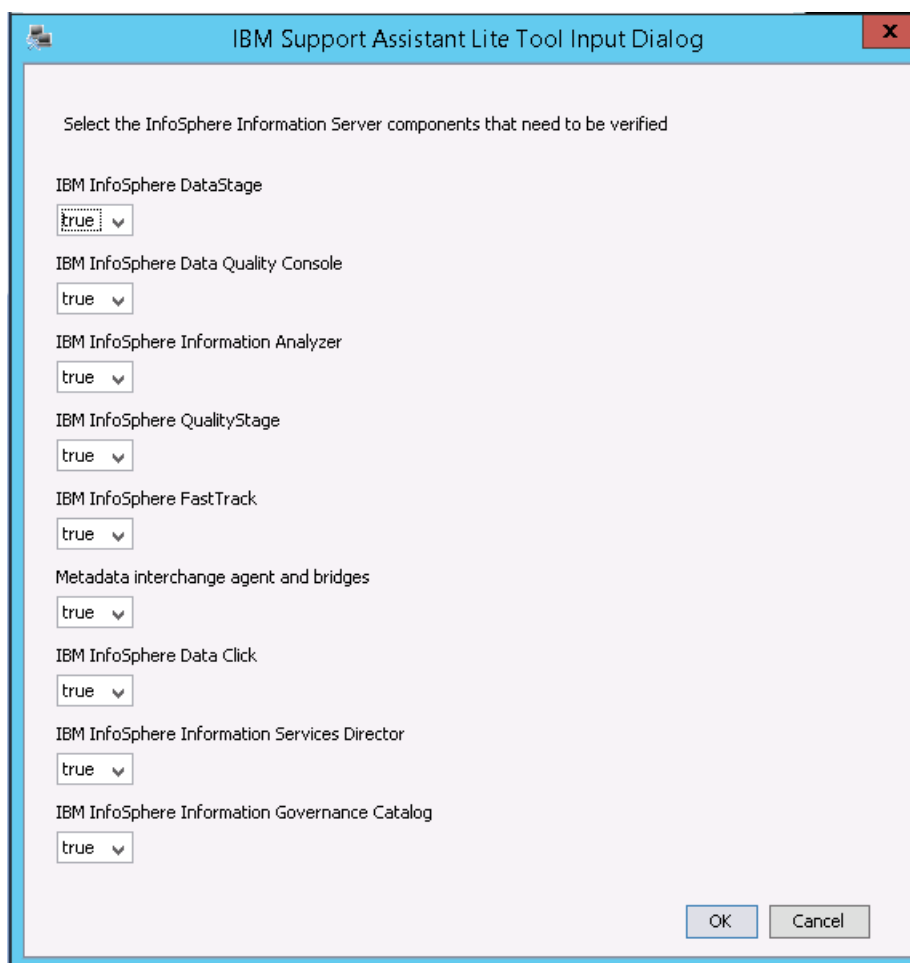 IBM Support Assistant Lite Tool Input Dialog
x
Select the InfoSphere Information Server components that need to be verified
IBM InfoSphere DataStage
true
IBM InfoSphere Data Quality Console
true
IBM InfoSphere Information Analyzer
true
IBM InfoSphere QualityStage
true
IBM InfoSphere FastTrack
true
Metadata interchange agent and bridges
true
IBM InfoSphere Data Click
true
IBM InfoSphere Information Services Director
true
IBM InfoSphere Information Governance Catalog
true
OK Cancel